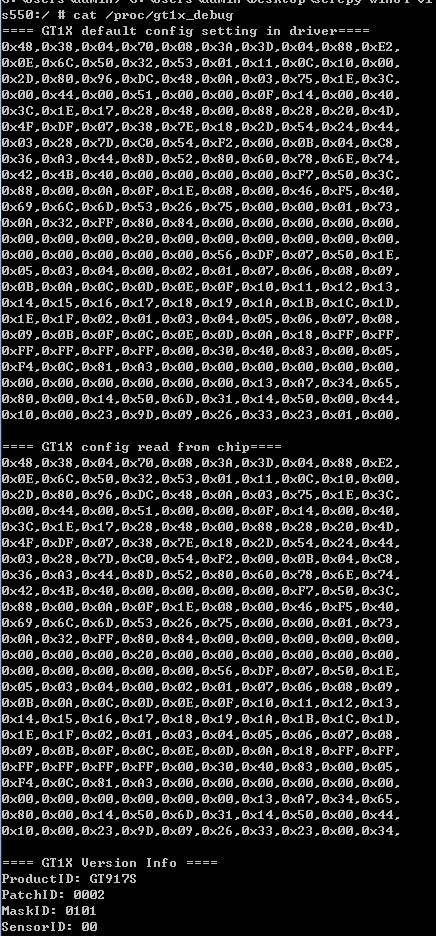 s550:/ # cat /proc/gt1x_debug
==== GT1X default config setting in driver====
0x48,0x38,0x04,0x70,0x08,0x3A,0x3D,0x04,0x88,0xE2,
0x0E,0x6C,0x50,0x32,0x53,0x01,0x11,0x0C,0x10,0x00,
0x2D,0x80,0x96,0xDC,0x48,0x0A,0x03,0x75,0x1E,0x3C,
0x00,0x44,0x00,0x51,0x00,0x00,0x0F,0x14,0x00,0x40,
0x3C,0x1E,0x17,0x28,0x48,0x00,0x88,0x28,0x20,0x4D,
0x4F,0xDF,0x07,0x38,0x7E,0x18,0x2D,0x54,0x24,0x44,
0x03,0x28,0x7D,0xC0,0x54,0xF2,0x00,0x0B,0x04,0xC8,
0x36,0xA3,0x44,0x8D,0x52,0x80,0x60,0x78,0x6E,0x74,
0x42,0x4B,0x40,0x00,0x00,0x00,0x00,0xF7,0x50,0x3C,
0x88,0x00,0x0A,0x0F,0x1E,0x08,0x00,0x46,0xF5,0x40,
0x69,0x6C,0x6D,0x53,0x26,0x75,0x00,0x00,0x01,0x73,
0x0A,0x32,0xFF,0x80,0x84,0x00,0x00,0x00,0x00,0x00,
0x00,0x00,0x00,0x20,0x00,0x00,0x00,0x00,0x00,0x00,
0x00,0x00,0x00,0x00,0x00,0x56,0xDF,0x07,0x50,0x1E,
0x05,0x03,0x04,0x00,0x02,0x01,0x07,0x06,0x08,0x09,
0x0B,0x0A,0x0C,0x0D,0x0E,0x0F,0x10,0x11,0x12,0x13,
0x14,0x15,0x16,0x17,0x18,0x19,0x1A,0x1B,0x1C,0x1D,
0x1E,0x1F,0x02,0x01,0x03,0x04,0x05,0x06,0x07,0x08,
0x09,0x0B,0x0F,0x0C,0x0E,0x0D,0x0A,0x18,0xFF,0xFF,
0xFF,0xFF,0xFF,0xFF,0x00,0x30,0x40,0x83,0x00,0x05,
0xF4,0x0C,0x81,0xA3,0x00,0x00,0x00,0x00,0x00,0x00,
0x00,0x00,0x00,0x00,0x00,0x00,0x13,0xA7,0x34,0x65,
0x80,0x00,0x14,0x50,0x6D,0x31,0x14,0x50,0x00,0x44,
0x10,0x00,0x23,0x9D,0x09,0x26,0x33,0x23,0x01,0x00,
==== GT1X config read from chip====
0x48,0x38,0x04,0x70,0x08,0x3A,0x3D,0x04,0x88,0xE2,
0x0E,0x6C,0x50,0x32,0x53,0x01,0x11,0x0C,0x10,0x00,
0x2D,0x80,0x96,0xDC,0x48,0x0A,0x03,0x75,0x1E,0x3C,
0x00,0x44,0x00,0x51,0x00,0x00,0x0F,0x14,0x00,0x40,
0x3C,0x1E,0x17,0x28,0x48,0x00,0x88,0x28,0x20,0x4D,
0x4F,0xDF,0x07,0x38,0x7E,0x18,0x2D,0x54,0x24,0x44,
0x03,0x28,0x7D,0xC0,0x54,0xF2,0x00,0x0B,0x04,0xC8,
0x36,0xA3,0x44,0x8D,0x52,0x80,0x60,0x78,0x6E,0x74,
0x42,0x4B,0x40,0x00,0x00,0x00,0x00,0xF7,0x50,0x3C,
0x88,0x00,0x0A,0x0F,0x1E,0x08,0x00,0x46,0xF5,0x40,
0x69,0x6C,0x6D,0x53,0x26,0x75,0x00,0x00,0x01,0x73,
0x0A,0x32,0xFF,0x80,0x84,0x00,0x00,0x00,0x00,0x00,
0x00,0x00,0x00,0x20,0x00,0x00,0x00,0x00,0x00,0x00,
0x00,0x00,0x00,0x00,0x00,0x56,0xDF,0x07,0x50,0x1E,
0x05,0x03,0x04,0x00,0x02,0x01,0x07,0x06,0x08,0x09,
0x0B,0x0A,0x0C,0x0D,0x0E,0x0F,0x10,0x11,0x12,0x13,
0x14,0x15,0x16,0x17,0x18,0x19,0x1A,0x1B,0x1C,0x1D,
0x1E,0x1F,0x02,0x01,0x03,0x04,0x05,0x06,0x07,0x08,
0x09,0x0B,0x0F,0x0C,0x0E,0x0D,0x0A,0x18,0xFF,0xFF,
0xFF,0xFF,0xFF,0xFF,0x00,0x30,0x40,0x83,0x00,0x05,
0xF4,0x0C,0x81,0xA3,0x00,0x00,0x00,0x00,0x00,0x00,
0x00,0x00,0x00,0x00,0x00,0x00,0x13,0xA7,0x34,0x65,
0x80,0x00,0x14,0x50,0x6D,0x31,0x14,0x50,0x00,0x44,
0x10,0x00,0x23,0x9D,0x09,0x26,0x33,0x23,0x00,0x34,
==== GT1X Version Info ====
ProductID: GT917S
PatchID: 0002
MaskID: 0101
SensorID: 00